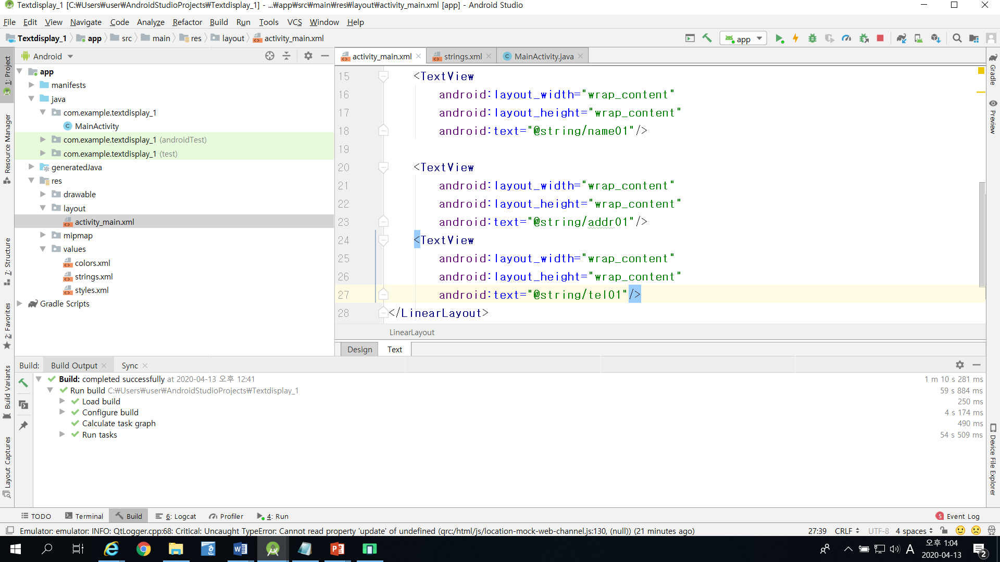 Textdisplay_1 [C:₩Users₩user₩AndroidStudioProjects₩Textdisplay_1] - ...₩app₩src₩main₩res₩layout₩activity_main.xml [app] - Android Studio
File Edit View Navigate Code Analyze Refactor Build Run Tools VCS Window Help
Textdisplay_1 app src main res layout activity_main.xml app
Android
activity_main.xml strings.xml MainActivity.java
1: Project
Resource Manager
7: Structure
2: Favorites
Build Variants
Layout Captures
app
manifests
java
com.example.textdisplay_1
MainActivity
com.example.textdisplay_1 (androidTest)
com.example.textdisplay_1 (test)
generatedJava
res
drawable
layout
activity_main.xml
mipmap
values
colors.xml
strings.xml
styles.xml
Gradle Scripts
15 <TextView
16 android:layout_width="wrap_content"
17 android:layout_height="wrap_content"
18 android:text="@string/name01"/>
19
20 <TextView
21 android:layout_width="wrap_content"
22 android:layout_height="wrap_content"
23 android:text="@string/addr01"/>
24 <TextView
25 android:layout_width="wrap_content"
26 android:layout_height="wrap_content"
27 android:text="@string/tel01"/>
28 </LinearLayout>
LinearLayout
Design Text
Gradle
Preview
Device File Explorer
Build: Build Output Sync
Build: completed successfully at 2020-04-13 오후 12:41 1 m 10 s 281 ms
Run build C:₩Users₩user₩AndroidStudioProjects₩Textdisplay_1 59 s 884 ms
Load build 250 ms
Configure build 4 s 174 ms
Calculate task graph 490 ms
Run tasks 54 s 509 ms
TODO Terminal Build 6: Logcat Profiler 4: Run 5 Event Log
Emulator: emulator: INFO: QtLogger.cpp:68: Critical: Uncaught TypeError: Cannot read property 'update' of undefined (qrc:/html/js/location-mock-web-channel.js:130, (null)) (21 minutes ago) 27:39 CRLF UTF-8 4 spaces
A 오후 1:04
2020-04-13
2